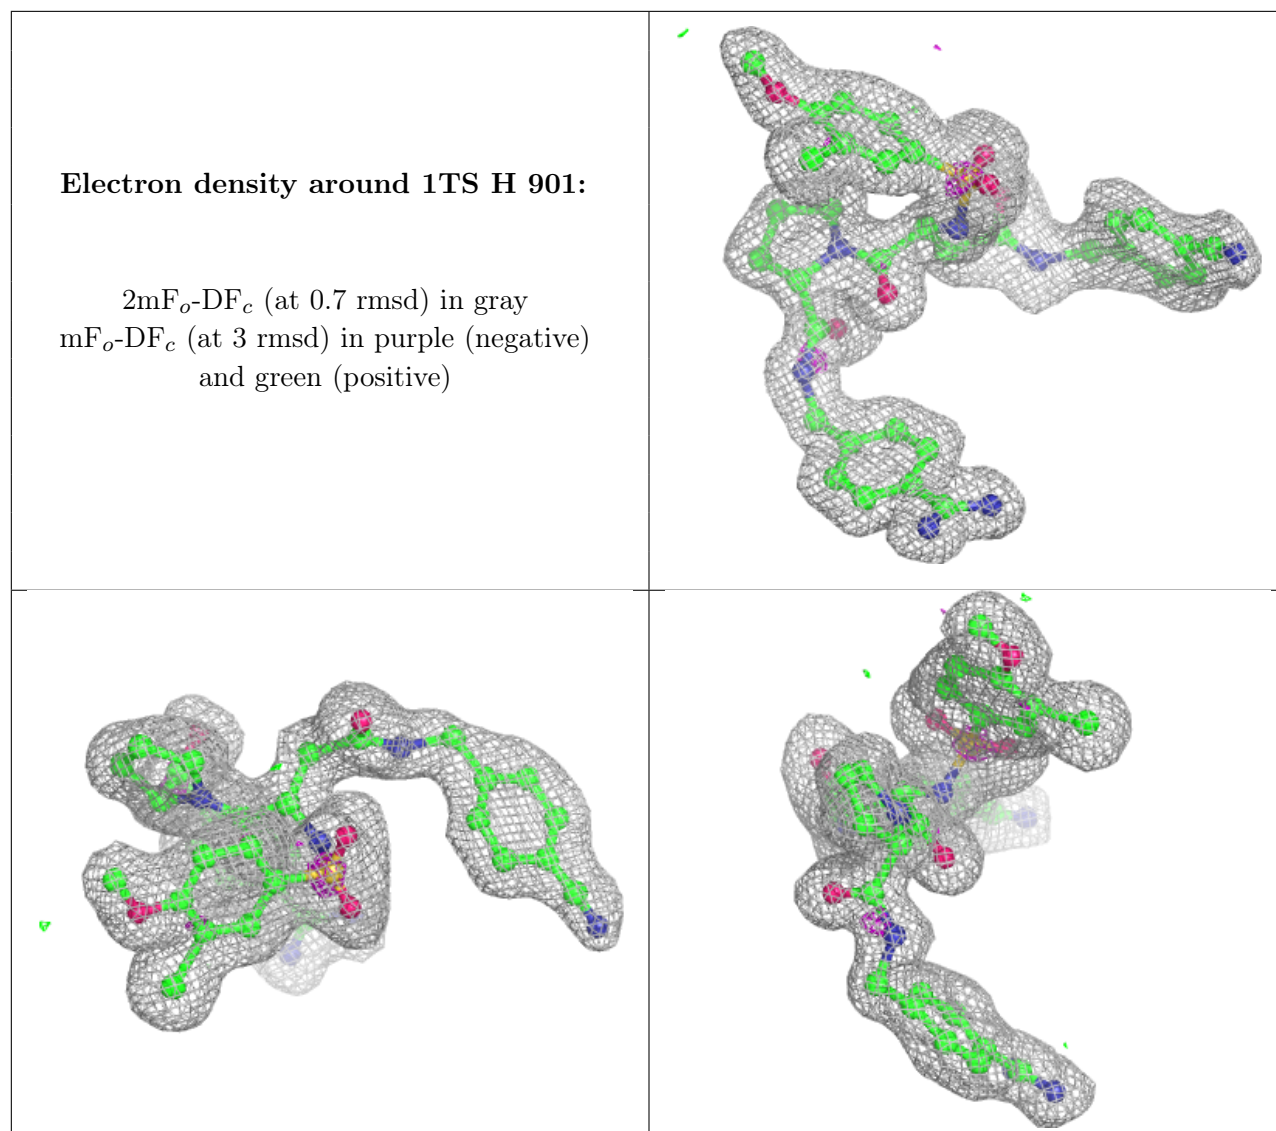 Electron density around 1TS H 901:
2mFo-DFc (at 0.7 rmsd) in gray
mFo-DFc (at 3 rmsd) in purple (negative)
and green (positive)